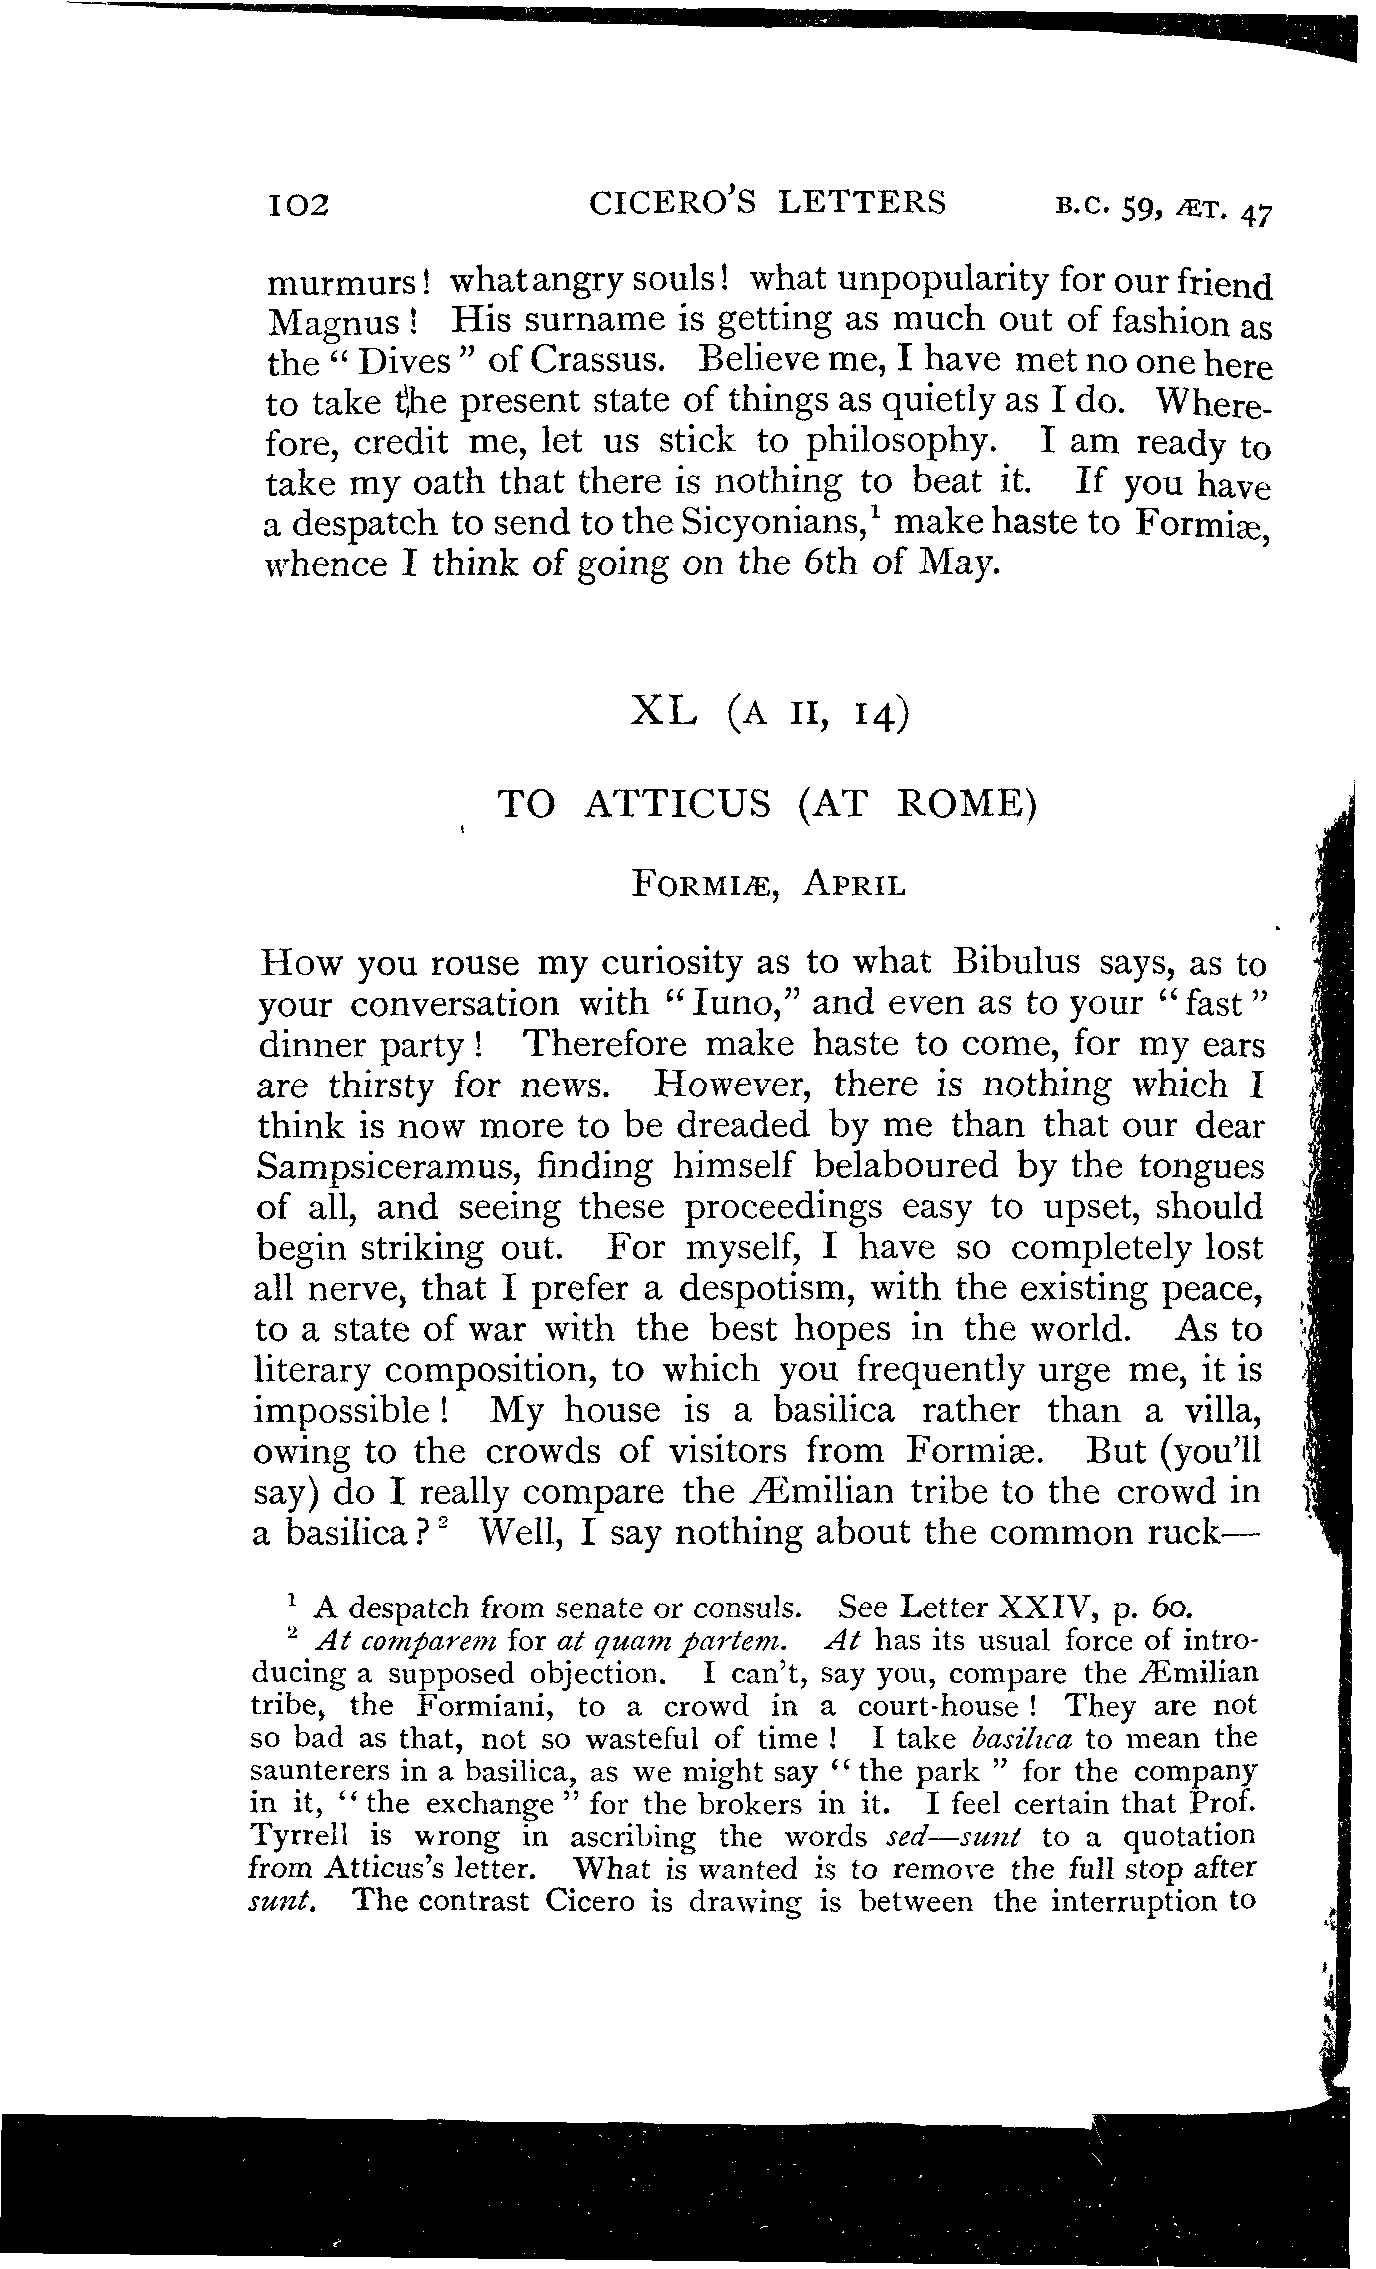 102 CICERO'S LETTERS B.C. 59, ÆT. 47
murmurs! what angry souls! what unpopularity for our friend
Magnus! His surname is getting as much out of fashion as
the "Dives" of Crassus. Believe me, I have met no one here
to take the present state of things as quietly as I do. Where-
fore, credit me, let us stick to philosophy. I am ready to
take my oath that there is nothing to beat it. If you have
a despatch to send to the Sicyonians,¹ make haste to Formiæ,
whence I think of going on the 6th of May.
XL (A II, 14)
TO ATTICUS (AT ROME)
FORMIÆ, APRIL
How you rouse my curiosity as to what Bibulus says, as to
your conversation with "Iuno," and even as to your "fast"
dinner party! Therefore make haste to come, for my ears
are thirsty for news. However, there is nothing which I
think is now more to be dreaded by me than that our dear
Sampsiceramus, finding himself belaboured by the tongues
of all, and seeing these proceedings easy to upset, should
begin striking out. For myself, I have so completely lost
all nerve, that I prefer a despotism, with the existing peace,
to a state of war with the best hopes in the world. As to
literary composition, to which you frequently urge me, it is
impossible! My house is a basilica rather than a villa,
owing to the crowds of visitors from Formiæ. But (you'll
say) do I really compare the Æmilian tribe to the crowd in
a basilica?² Well, I say nothing about the common ruck—
¹ A despatch from senate or consuls. See Letter XXIV, p. 60.
² At comparem for at quam partem. At has its usual force of intro-
ducing a supposed objection. I can't, say you, compare the Æmilian
tribe, the Formiani, to a crowd in a court-house! They are not
so bad as that, not so wasteful of time! I take basilica to mean the
saunterers in a basilica, as we might say "the park" for the company
in it, "the exchange" for the brokers in it. I feel certain that Prof.
Tyrrell is wrong in ascribing the words sed—sunt to a quotation
from Atticus's letter. What is wanted is to remove the full stop after
sunt. The contrast Cicero is drawing is between the interruption to